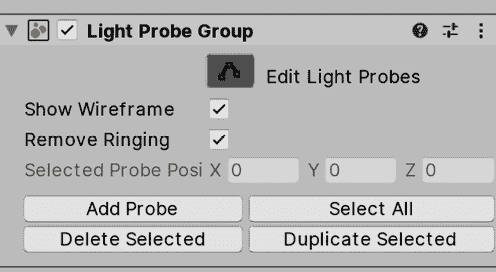 Light Probe Group
Edit Light Probes
Show Wireframe
Remove Ringing
Selected Probe Posi X 0 Y 0 Z 0
Add Probe Select All
Delete Selected Duplicate Selected